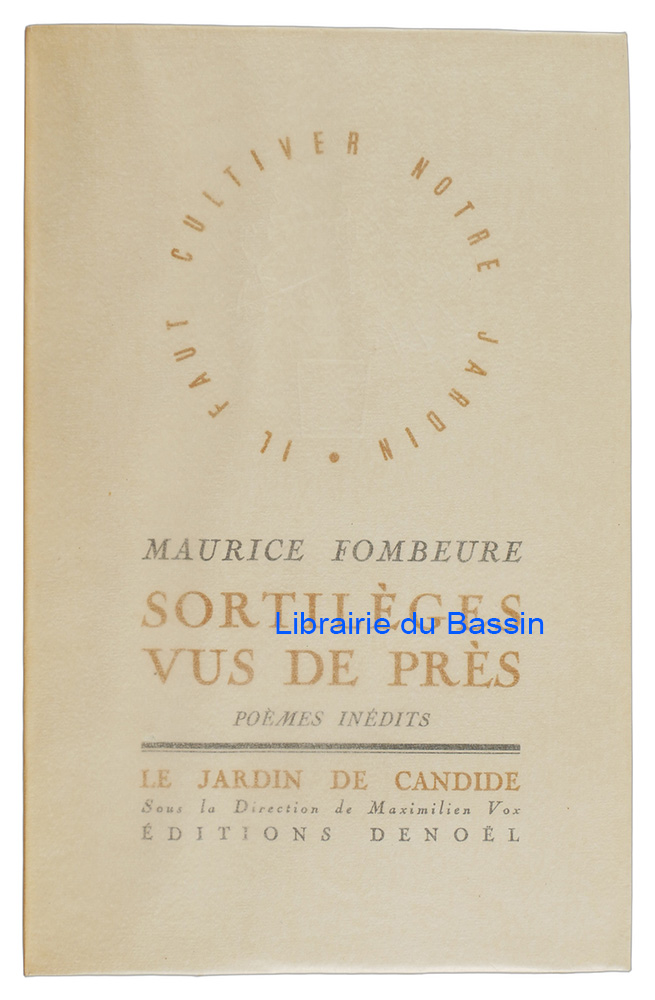 IL FAUT CULTIVER NOTRE JARDIN •
MAURICE FOMBEURE
SORTILÈGES
Librairie du Bassin
VUS DE PRÈS
POÈMES INÉDITS
LE JARDIN DE CANDIDE
Sous la Direction de Maximilien Vox
ÉDITIONS DENOËL